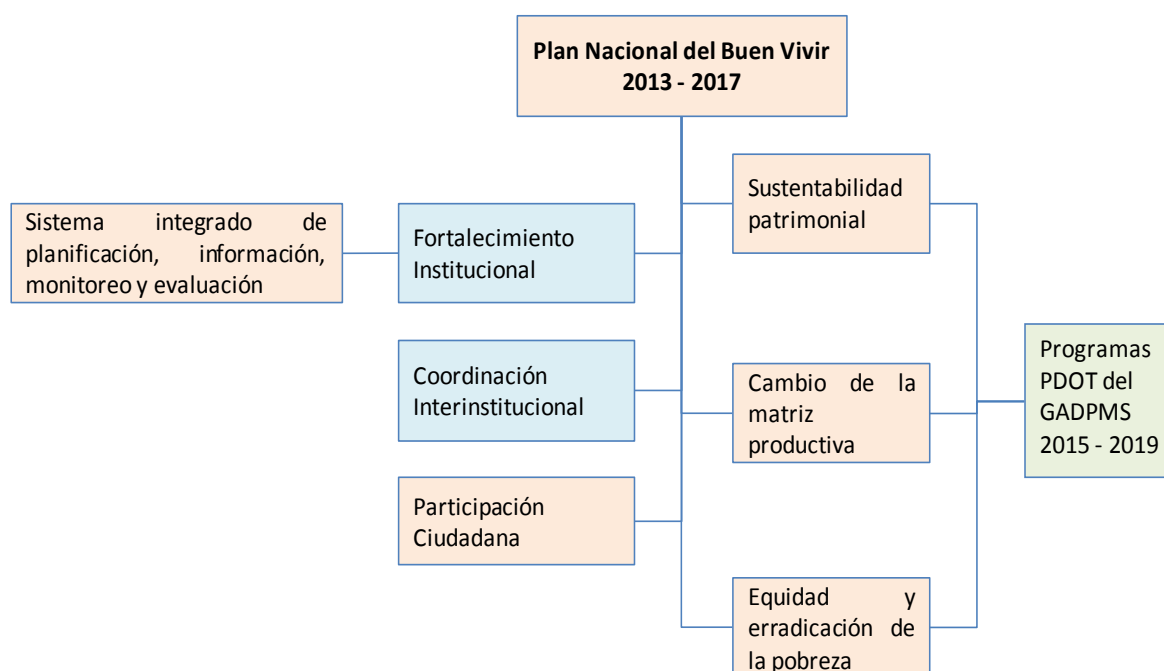 Plan Nacional del Buen Vivir
2013 - 2017
Sustentabilidad
patrimonial
Sistema integrado de
planificación, información,
monitoreo y evaluación
Fortalecimiento
Institucional
Coordinación
Interinstitucional
Cambio de la
matriz
productiva
Programas
PDOT del
GADPMS
2015 - 2019
Participación
Ciudadana
Equidad y
erradicación de
la pobreza